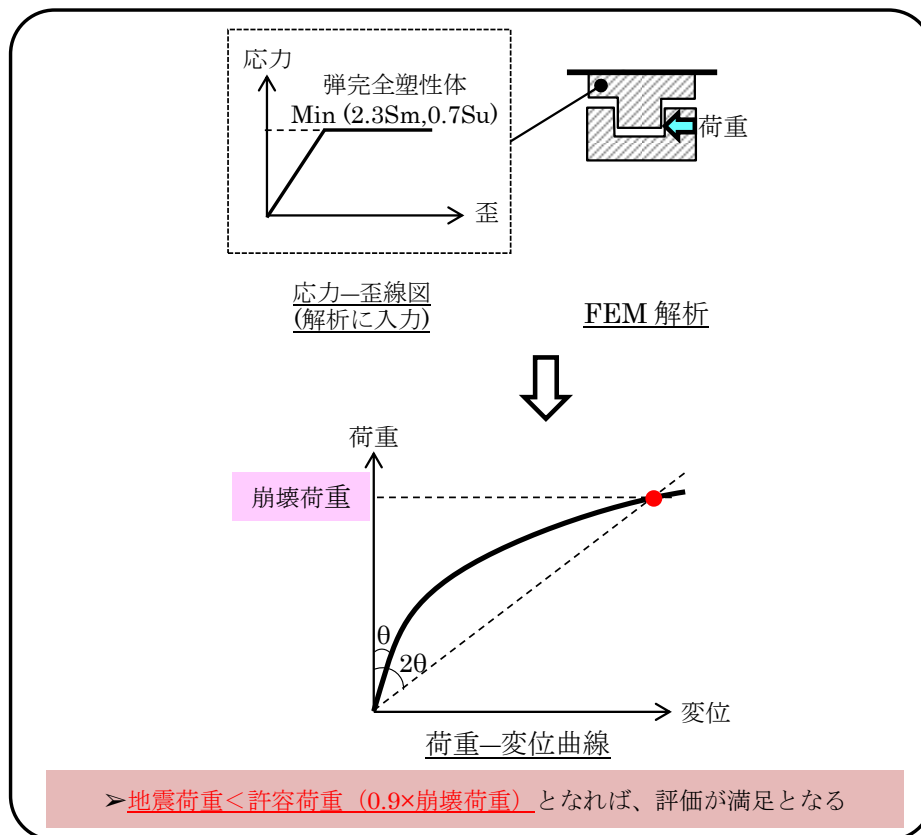 応力
弾完全塑性体
Min (2.3Sm,0.7Su)
歪
荷重
応力―歪線図
(解析に入力)
FEM 解析
荷重
崩壊荷重
θ
2θ
変位
荷重―変位曲線
➢地震荷重＜許容荷重（0.9×崩壊荷重）となれば、評価が満足となる